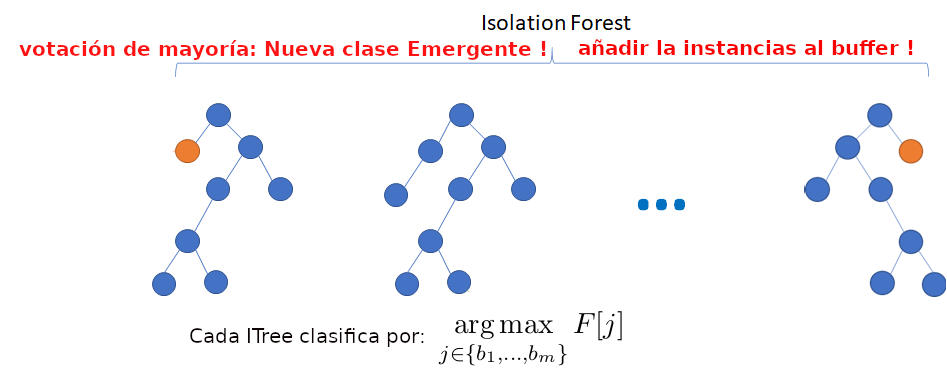 Isolation Forest
votación de mayoría: Nueva clase Emergente ! añadir la instancias al buffer !
Cada ITree clasifica por: arg max F[j]
j∈{b₁,...,bₘ}